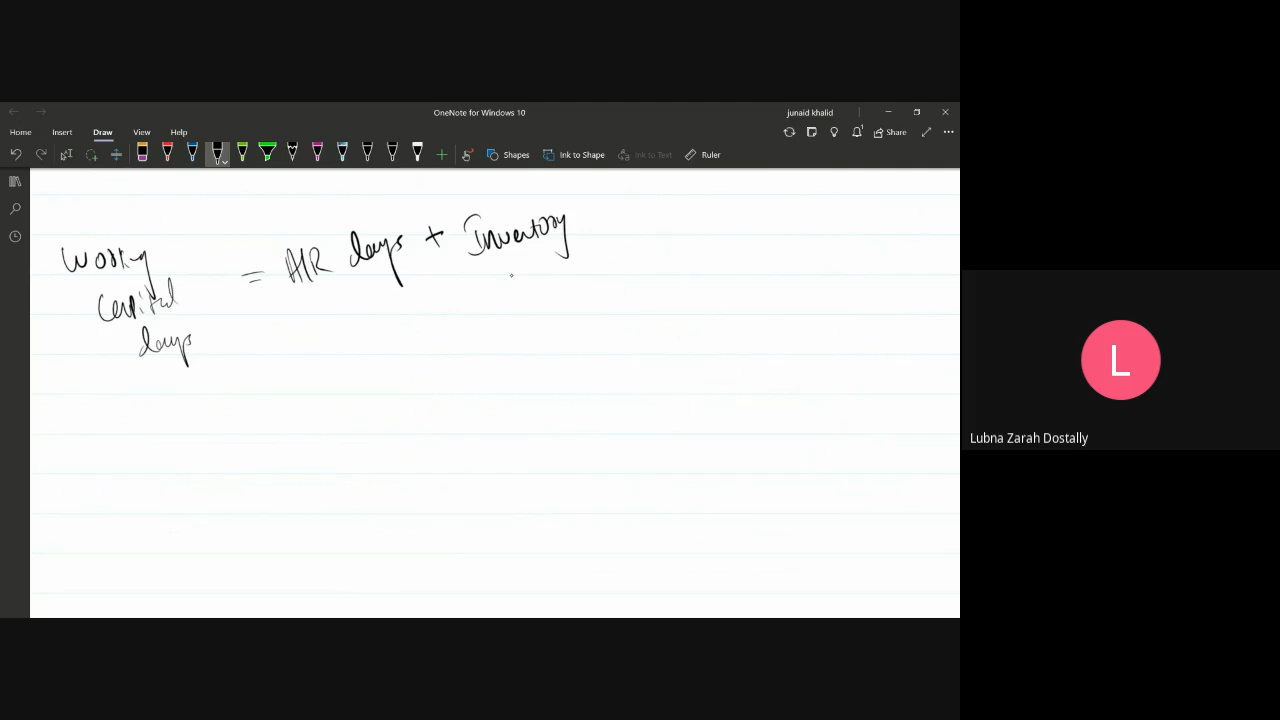 OneNote for Windows 10
junaid khalid
Home Insert Draw View Help
Share
Shapes Ink to Shape Ink to Text Ruler
Working
Capital
days
= A/R days + Inventory
L
Lubna Zarah Dostally